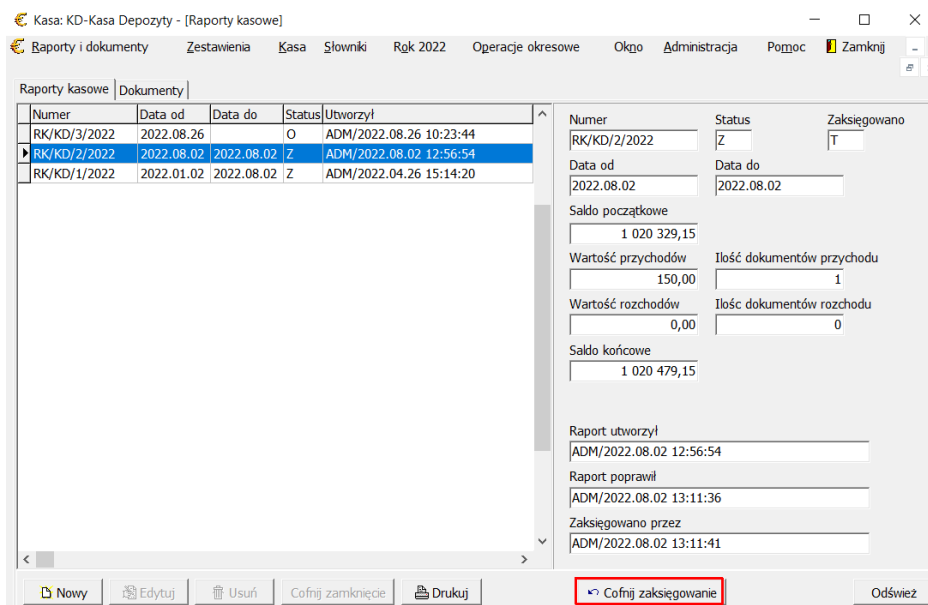 Kasa: KD-Kasa Depozyty - [Raporty kasowe]
Raporty i dokumenty Zestawienia Kasa Słowniki Rok 2022 Operacje okresowe Okno Administracja Pomoc Zamknij
Raporty kasowe Dokumenty
Numer Data od Data do Status Utworzył
RK/KD/3/2022 2022.08.26 O ADM/2022.08.26 10:23:44
RK/KD/2/2022 2022.08.02 2022.08.02 Z ADM/2022.08.02 12:56:54
RK/KD/1/2022 2022.01.02 2022.08.02 Z ADM/2022.04.26 15:14:20
Numer Status Zaksięgowano
RK/KD/2/2022 Z T
Data od Data do
2022.08.02 2022.08.02
Saldo początkowe
1 020 329,15
Wartość przychodów Ilość dokumentów przychodu
150,00 1
Wartość rozchodów Ilośc dokumentów rozchodu
0,00 0
Saldo końcowe
1 020 479,15
Raport utworzył
ADM/2022.08.02 12:56:54
Raport poprawił
ADM/2022.08.02 13:11:36
Zaksięgowano przez
ADM/2022.08.02 13:11:41
Nowy Edytuj Usuń Cofnij zamknięcie Drukuj Cofnij zaksięgowanie Odśwież